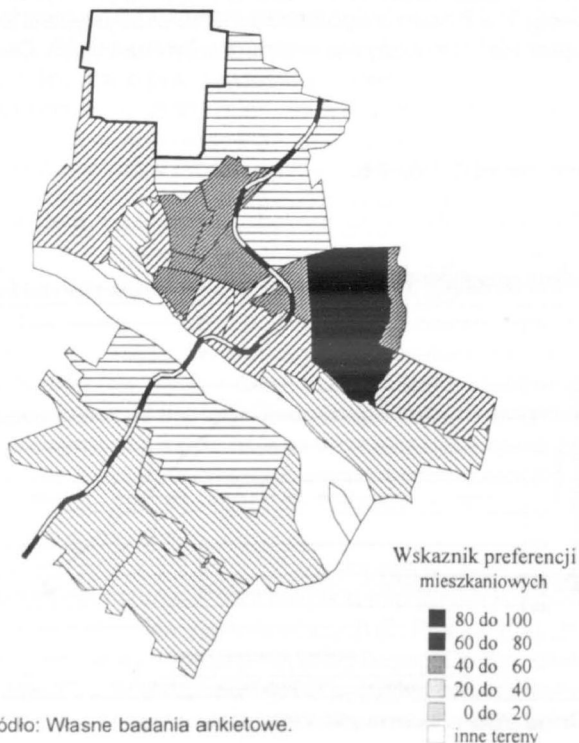 Wskaznik preferencji
mieszkaniowych
80 do 100
60 do 80
40 do 60
20 do 40
0 do 20
inne tereny
ódło: Własne badania ankietowe.